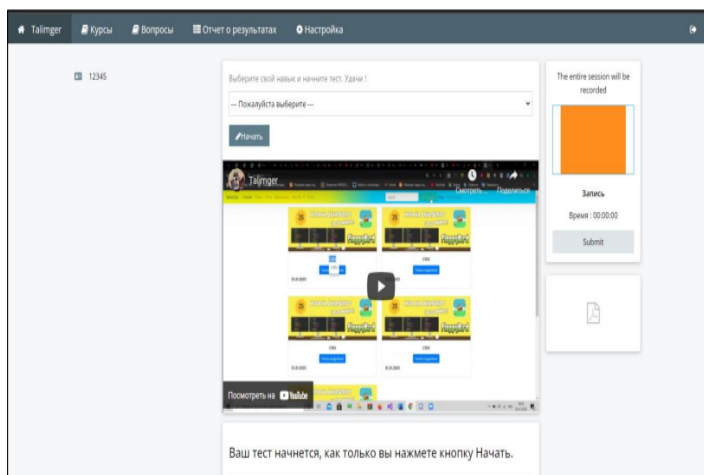 Talimger
Курсы
Вопросы
Отчет о результатах
Настройка
12345
Выберите свой навык и начните тест. Удачи !
--- Пожалуйста выберите ---
Начать
The entire session will be
recorded
Запись
Время : 00:00:00
Submit
Talimger
Смотреть ...
Поделиться
Посмотреть на YouTube
Ваш тест начнется, как только вы нажмете кнопку Начать.